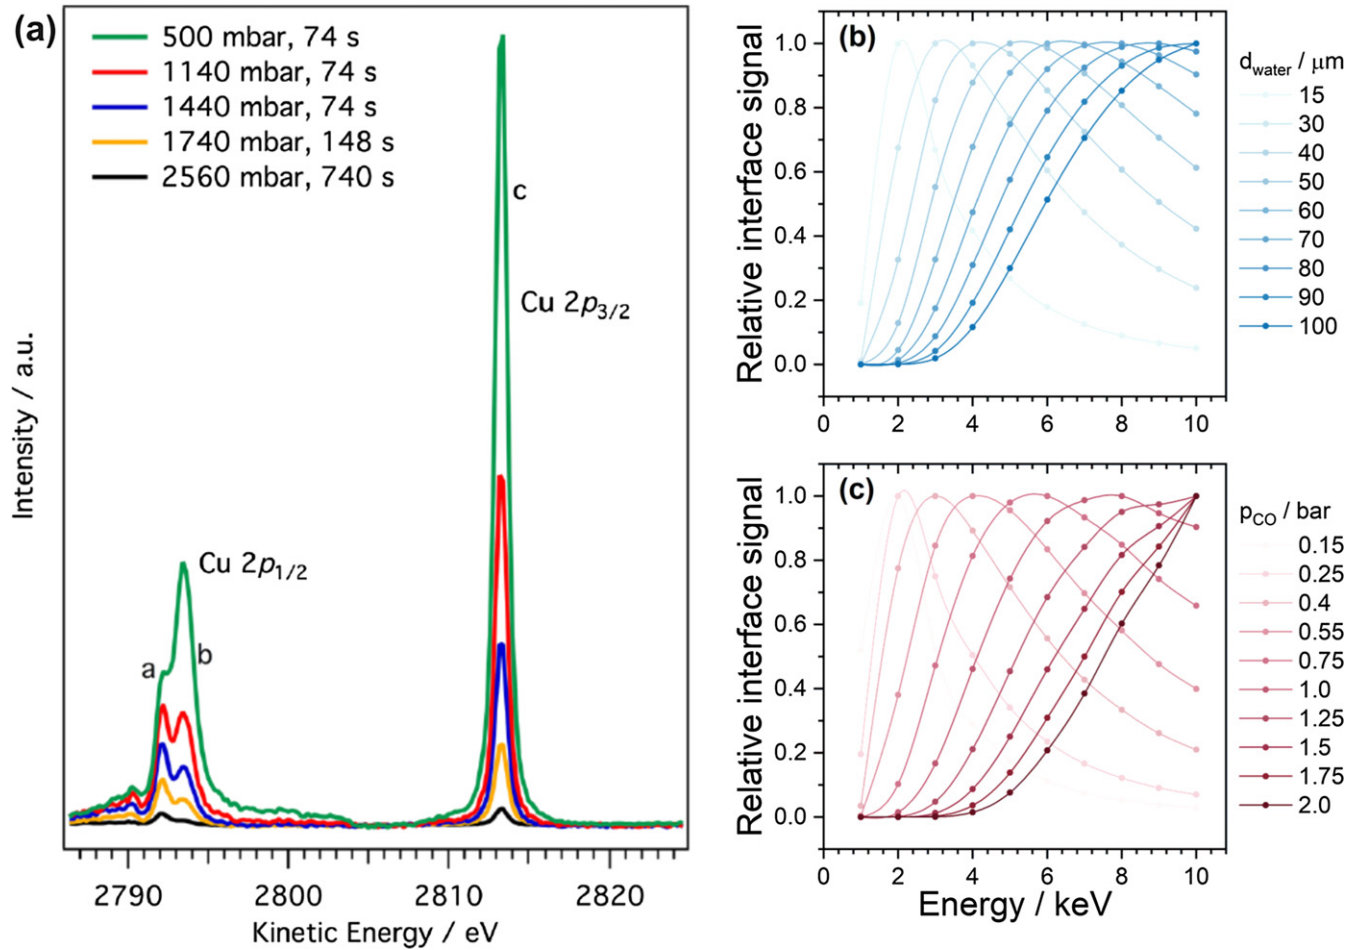 (a)
500 mbar, 74 s
1140 mbar, 74 s
1440 mbar, 74 s
1740 mbar, 148 s
2560 mbar, 740 s
c
Cu 2p3/2
Cu 2p1/2
a
b
Intensity / a.u.
2790
2800
2810
2820
Kinetic Energy / eV
(b)
Relative interface signal
1.0
0.8
0.6
0.4
0.2
0.0
0
2
4
6
8
10
dwater / μm
15
30
40
50
60
70
80
90
100
(c)
Relative interface signal
1.0
0.8
0.6
0.4
0.2
0.0
0
2
4
6
8
10
Energy / keV
pCO / bar
0.15
0.25
0.4
0.55
0.75
1.0
1.25
1.5
1.75
2.0